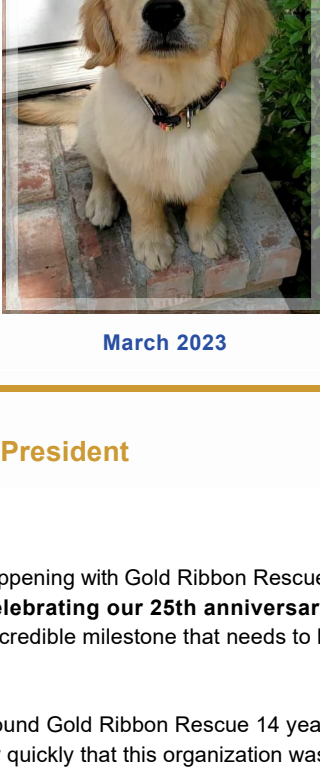 March 2023
President
ppening with Gold Ribbon Rescue
elebrating our 25th anniversar
credible milestone that needs to
ound Gold Ribbon Rescue 14 yea
quickly that this organization was